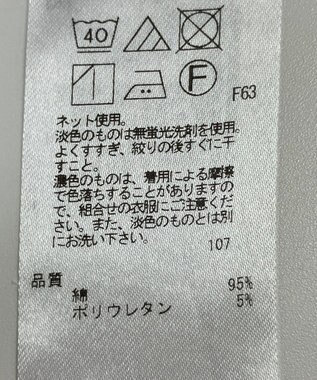 40
F
F63
ネット使用。
淡色のものは無蛍光洗剤を使用。
よくすすぎ、絞りの後すぐに干
すこと。
濃色のものは、着用による摩擦
で色落ちすることがありますの
で、組合せの衣服にご注意くだ
さい。また、淡色のものとは別
にお洗い下さい。
107
品質
綿 95%
ポリウレタン 5%